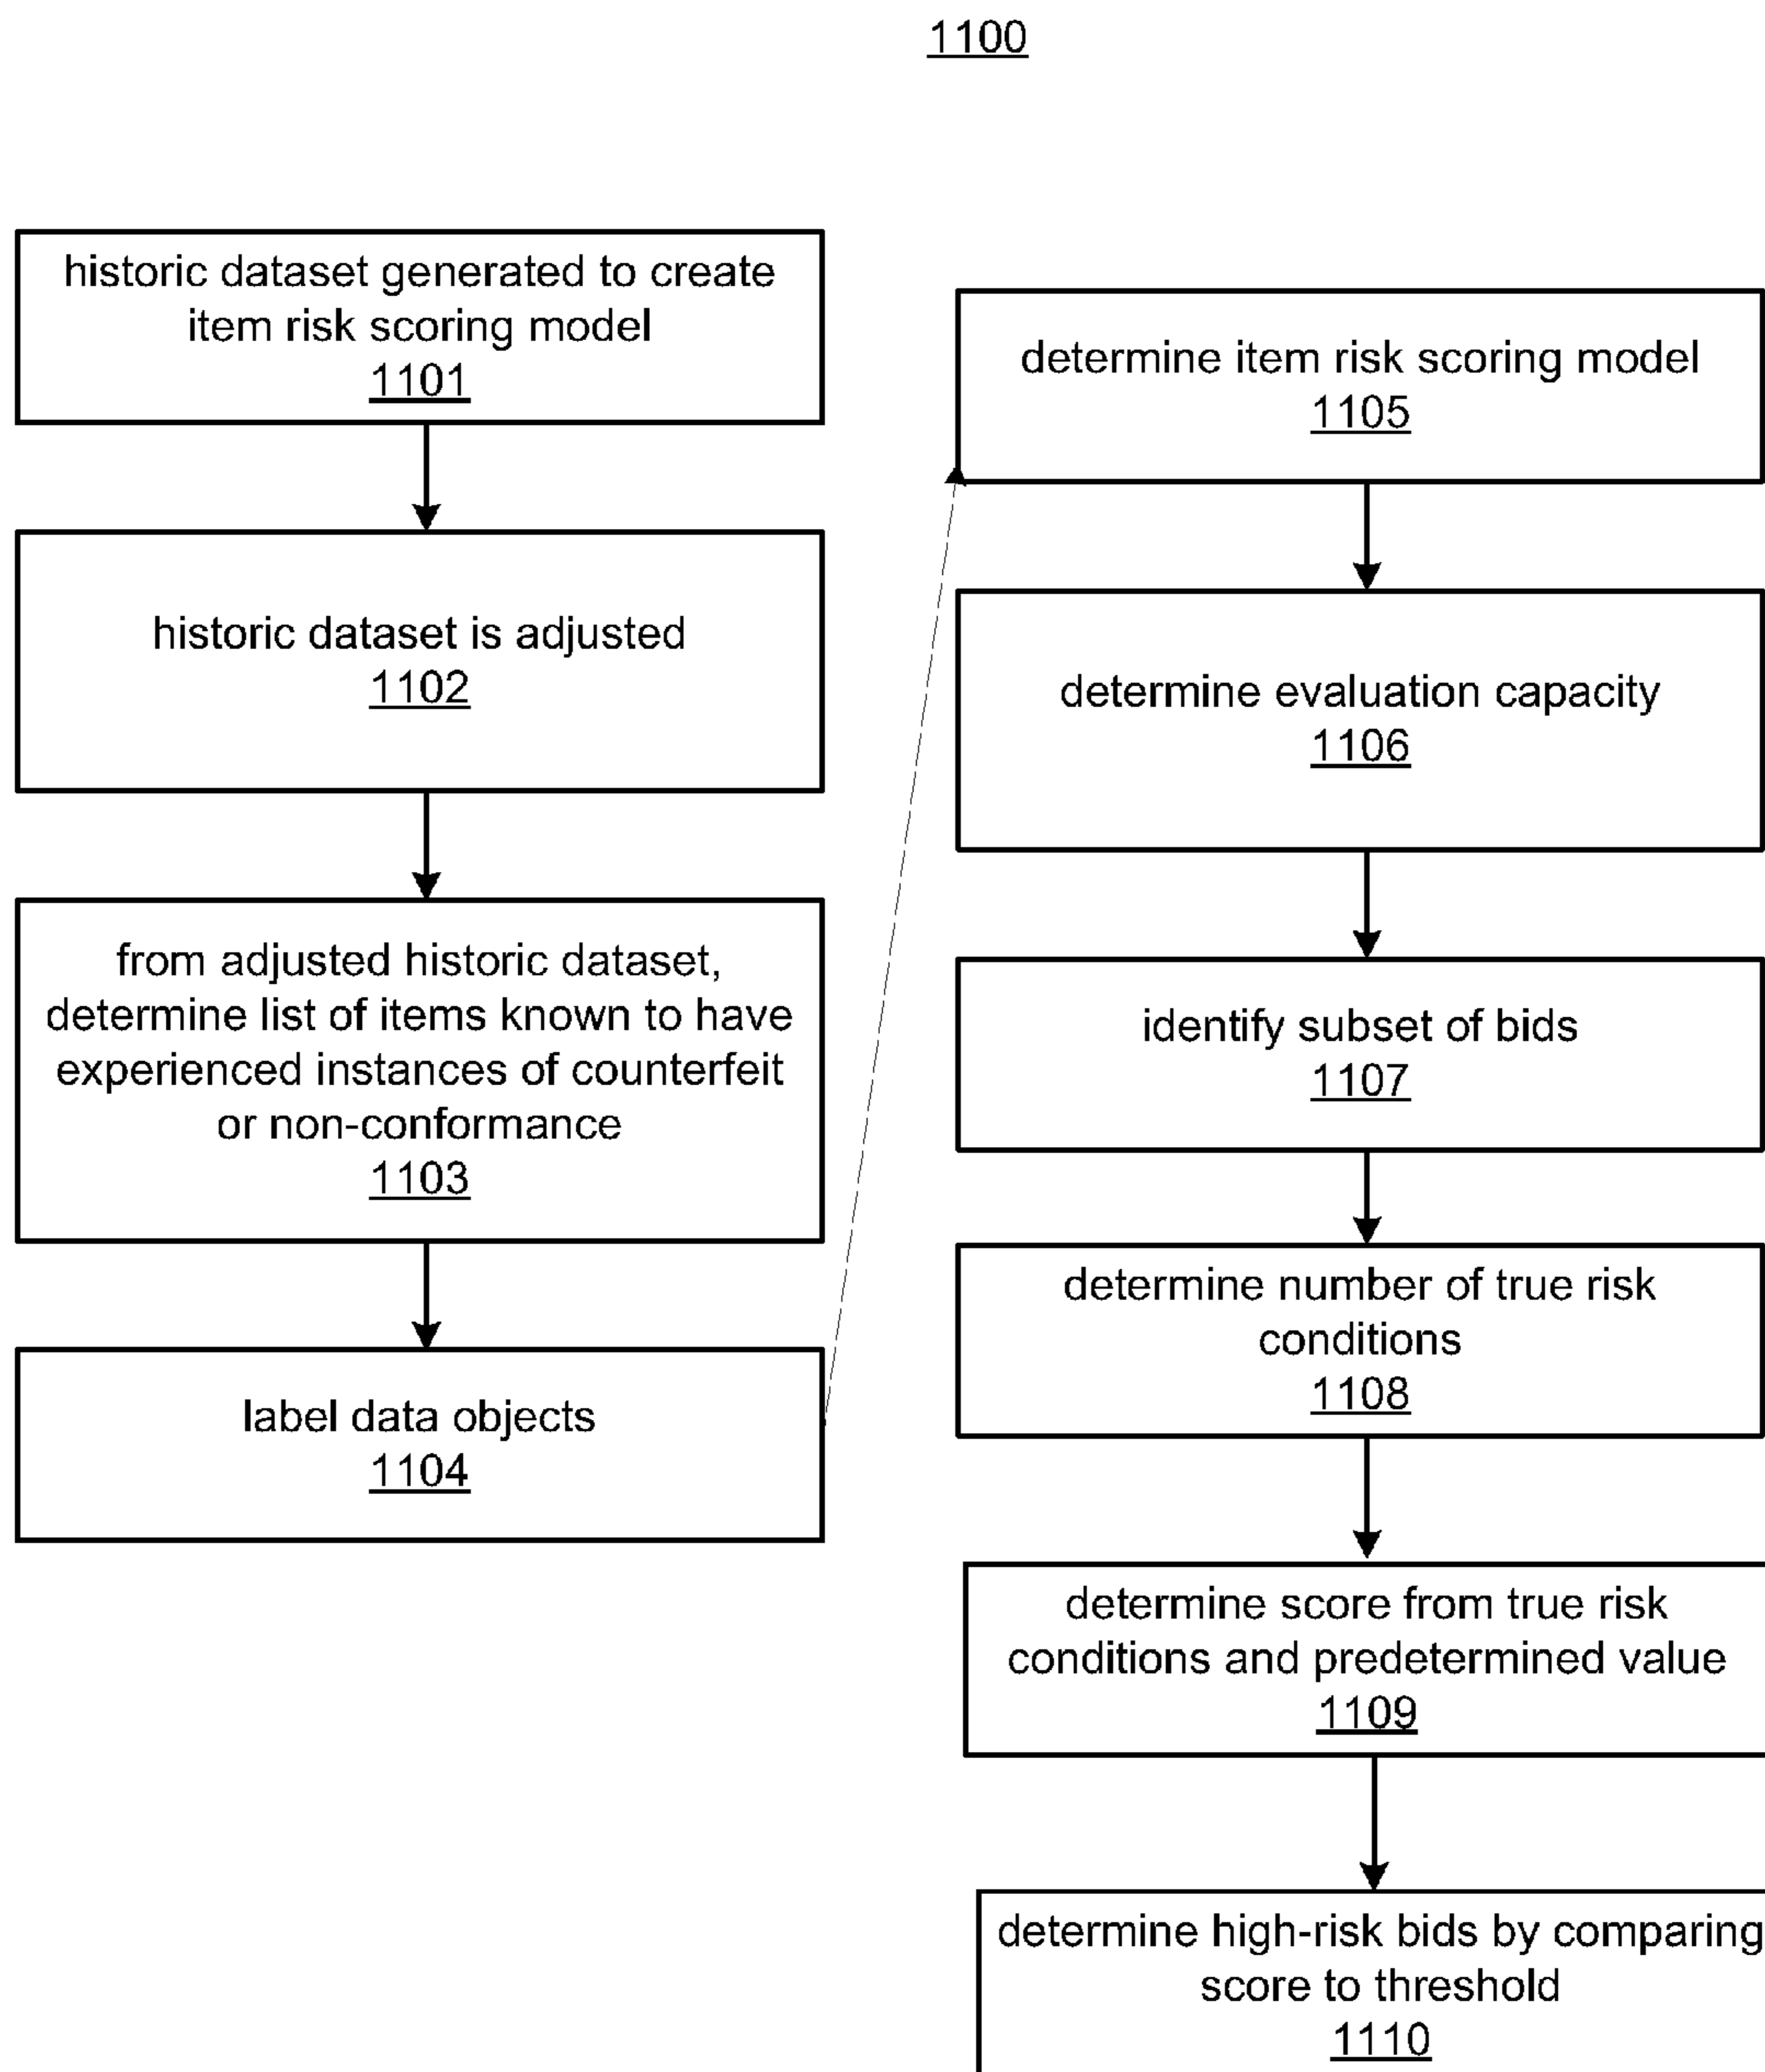 1100
historic dataset generated to create
item risk scoring model
1101
historic dataset is adjusted
1102
from adjusted historic dataset,
determine list of items known to have
experienced instances of counterfeit
or non-conformance
1103
label data objects
1104
determine item risk scoring model
1105
determine evaluation capacity
1106
identify subset of bids
1107
determine number of true risk
conditions
1108
determine score from true risk
conditions and predetermined value
1109
determine high-risk bids by comparing
score to threshold
1110